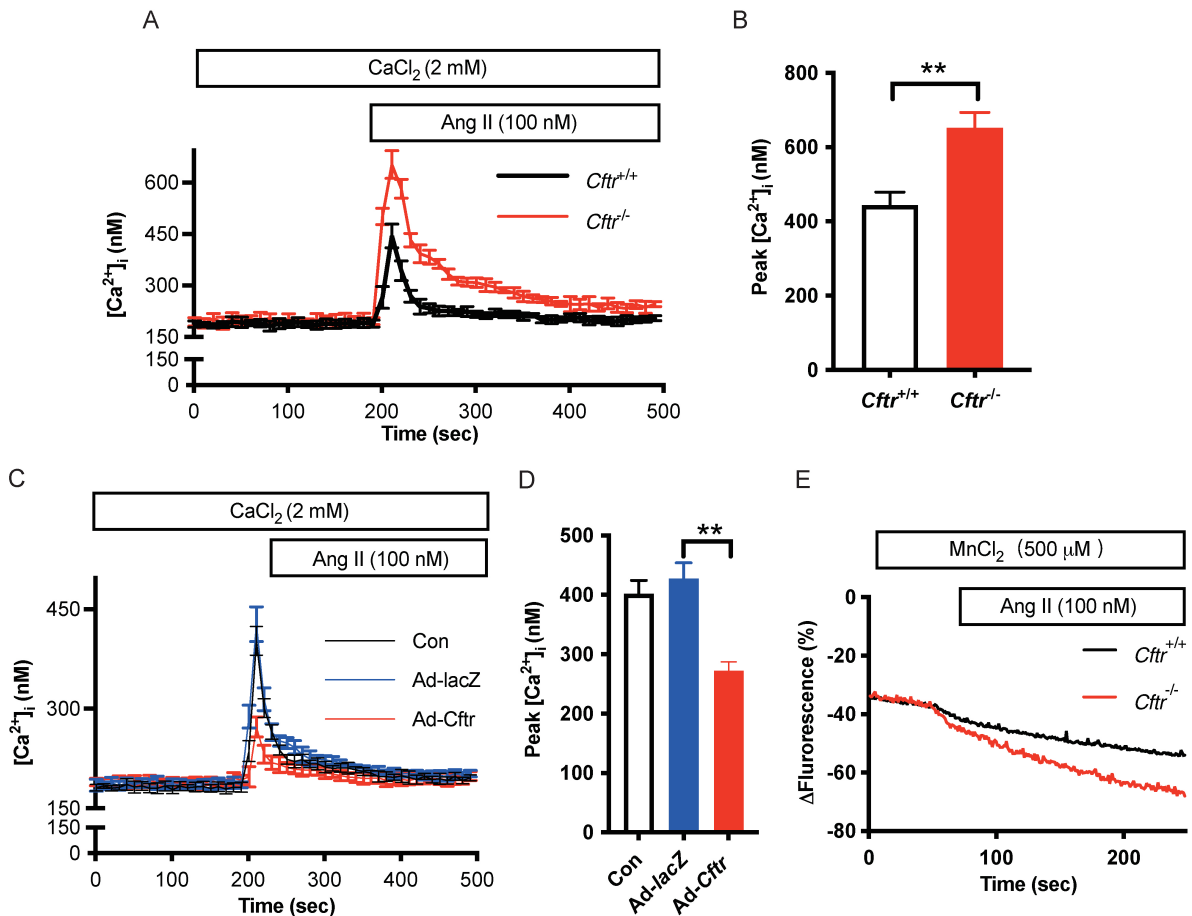 A
CaCl₂ (2 mM)
Ang II (100 nM)
Cftr⁺/⁺
Cftr⁻/⁻
[Ca²⁺]ᵢ (nM)
600
450
300
150
150
0
0 100 200 300 400 500
Time (sec)
B
**
Peak [Ca²⁺]ᵢ (nM)
800
600
400
200
0
Cftr⁺/⁺ Cftr⁻/⁻
C
CaCl₂ (2 mM)
Ang II (100 nM)
Con
Ad-lacZ
Ad-Cftr
[Ca²⁺]ᵢ (nM)
450
300
150
150
0
0 100 200 300 400 500
Time (sec)
D
**
Peak [Ca²⁺]ᵢ (nM)
500
400
300
200
100
0
Con Ad-lacZ Ad-Cftr
E
MnCl₂ (500 μM )
Ang II (100 nM)
Cftr⁺/⁺
Cftr⁻/⁻
ΔFlurorescence (%)
0
-20
-40
-60
-80
0 100 200
Time (sec)